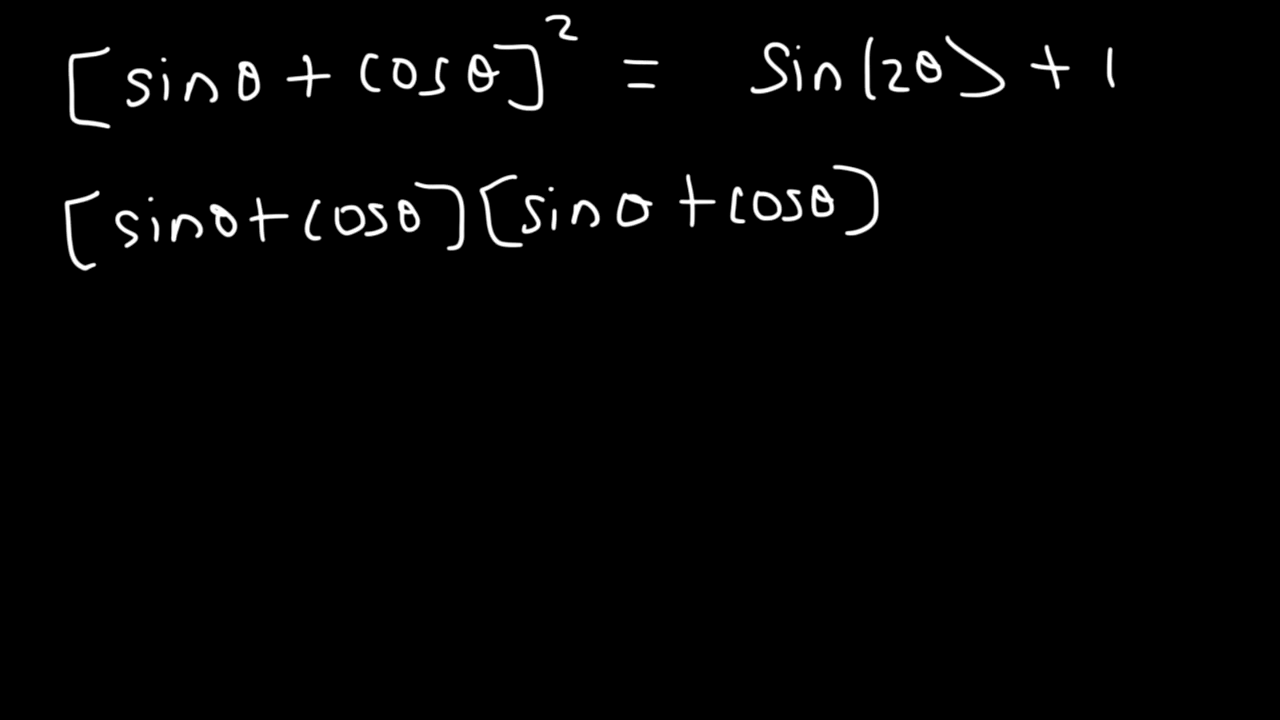 [sinθ + cosθ]² = Sin(2θ) + 1
[sinθ + cosθ][sinθ + cosθ]